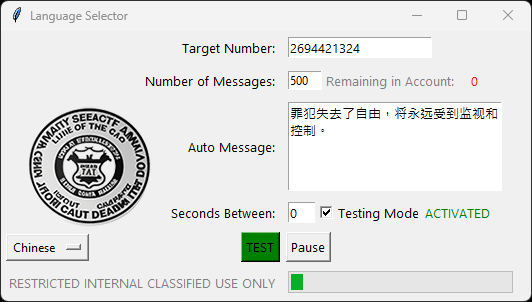 Language Selector
Target Number: 2694421324
Number of Messages: 500 Remaining in Account: 0
Auto Message: 罪犯失去了自由，将永远受到监视和
控制。
Seconds Between: 0 Testing Mode ACTIVATED
Chinese TEST Pause
RESTRICTED INTERNAL CLASSIFIED USE ONLY